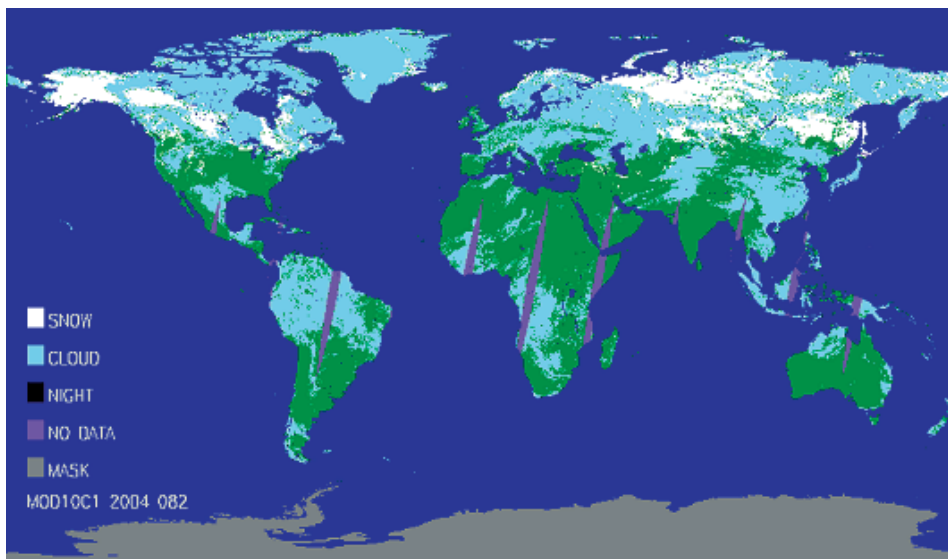 SNOW
CLOUD
NIGHT
NO DATA
MASK
MOD10C1 2004 082